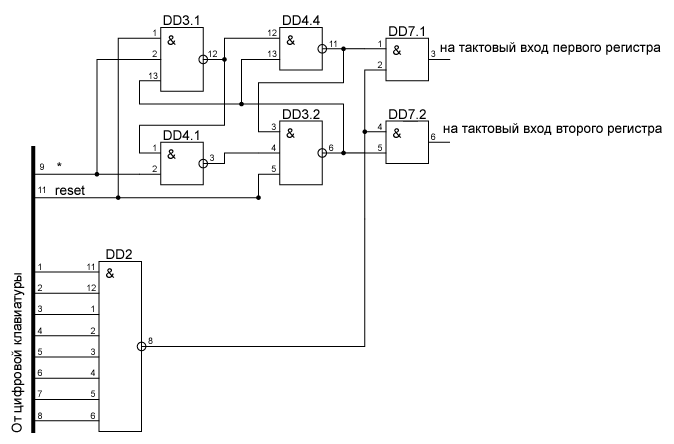 DD3.1
DD4.4
DD7.1
1 & 12 12 & 11 1 & 3 на тактовый вход первого регистра
2 13 2
13
DD3.2
DD7.2
DD4.1
3 & 6 4 & 6 на тактовый вход второго регистра
1 & 3 4 5
9 * 2 5
11 reset
DD2
От цифровой клавиатуры
1 11 &
2 12
3 1
4 2
5 3 8
6 4
7 5
8 6